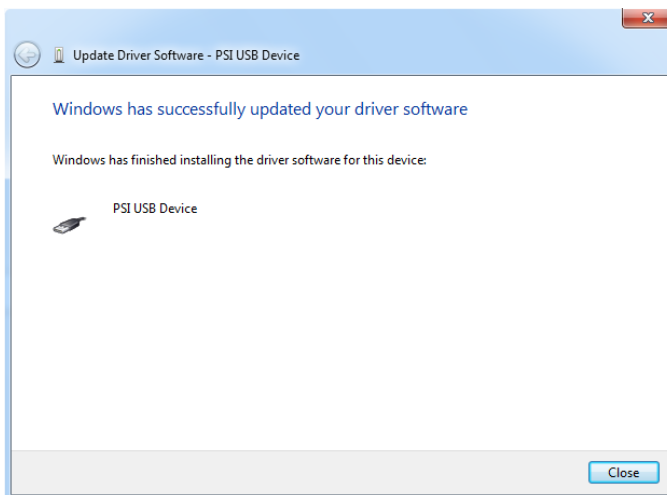 Update Driver Software - PSI USB Device
Windows has successfully updated your driver software
Windows has finished installing the driver software for this device:
PSI USB Device
Close